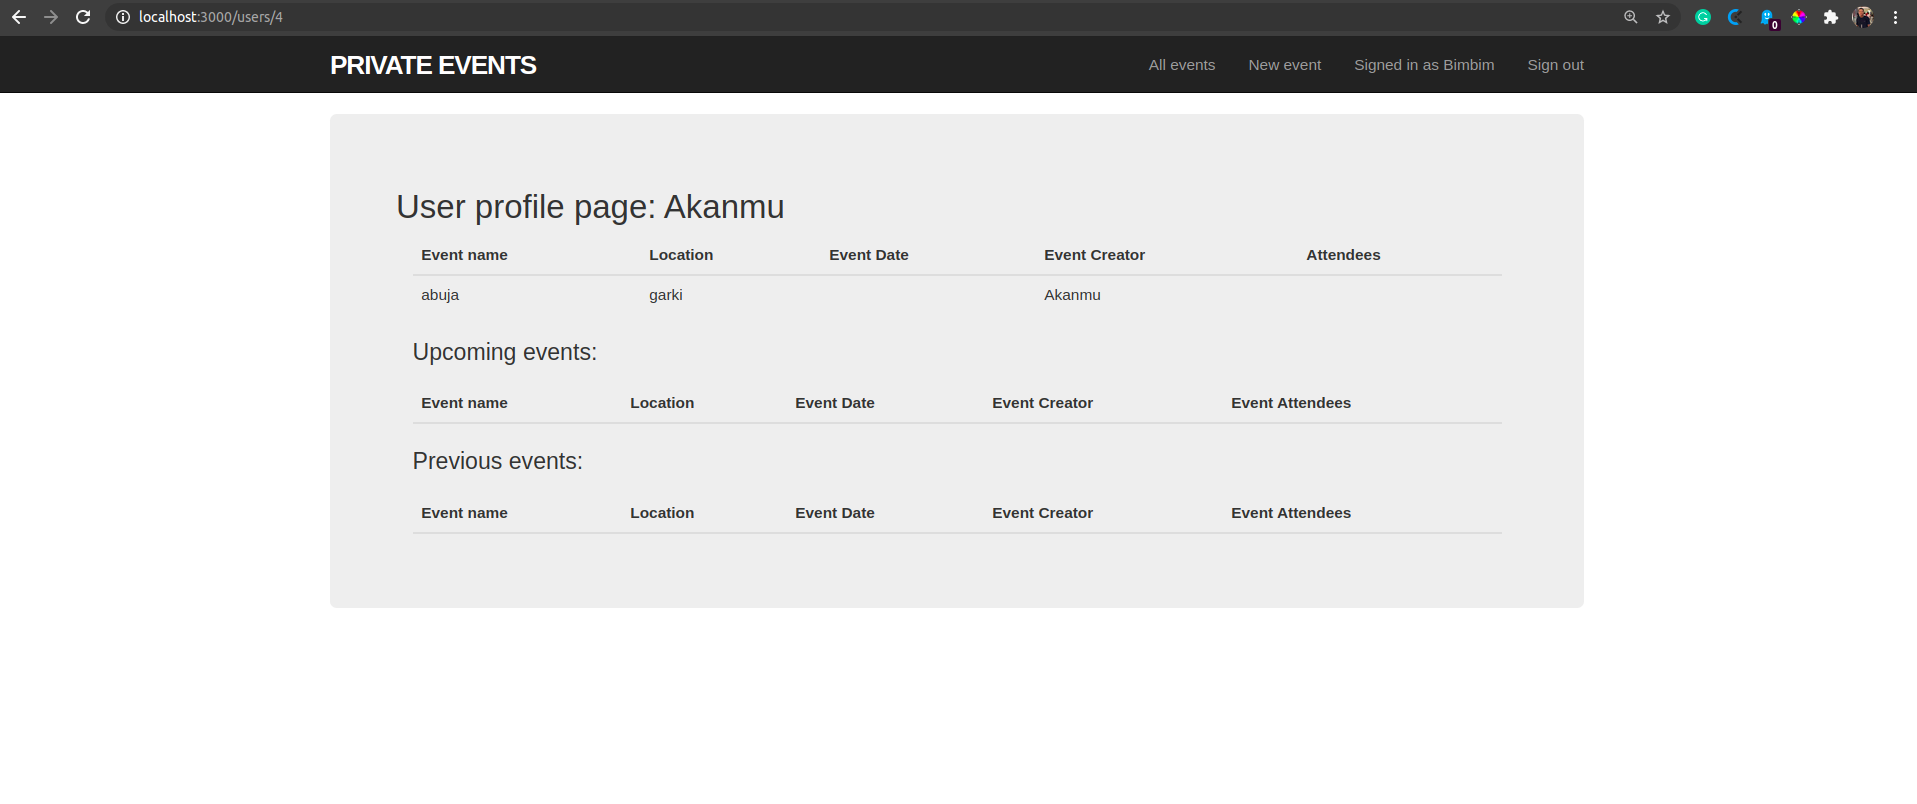 localhost:3000/users/4
0
PRIVATE EVENTS All events New event Signed in as Bimbim Sign out
User profile page: Akanmu
Event name Location Event Date Event Creator Attendees
abuja garki Akanmu
Upcoming events:
Event name Location Event Date Event Creator Event Attendees
Previous events:
Event name Location Event Date Event Creator Event Attendees